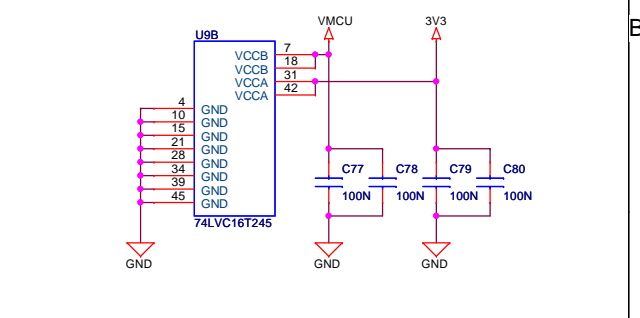 VMCU 3V3
B
U9B
VCCB 7
VCCB 18
VCCA 31
VCCA 42
4 GND
10 GND
15 GND
21 GND
28 GND
34 GND
39 GND
45 GND
74LVC16T245
C77 C78 C79 C80
100N 100N 100N 100N
GND GND GND